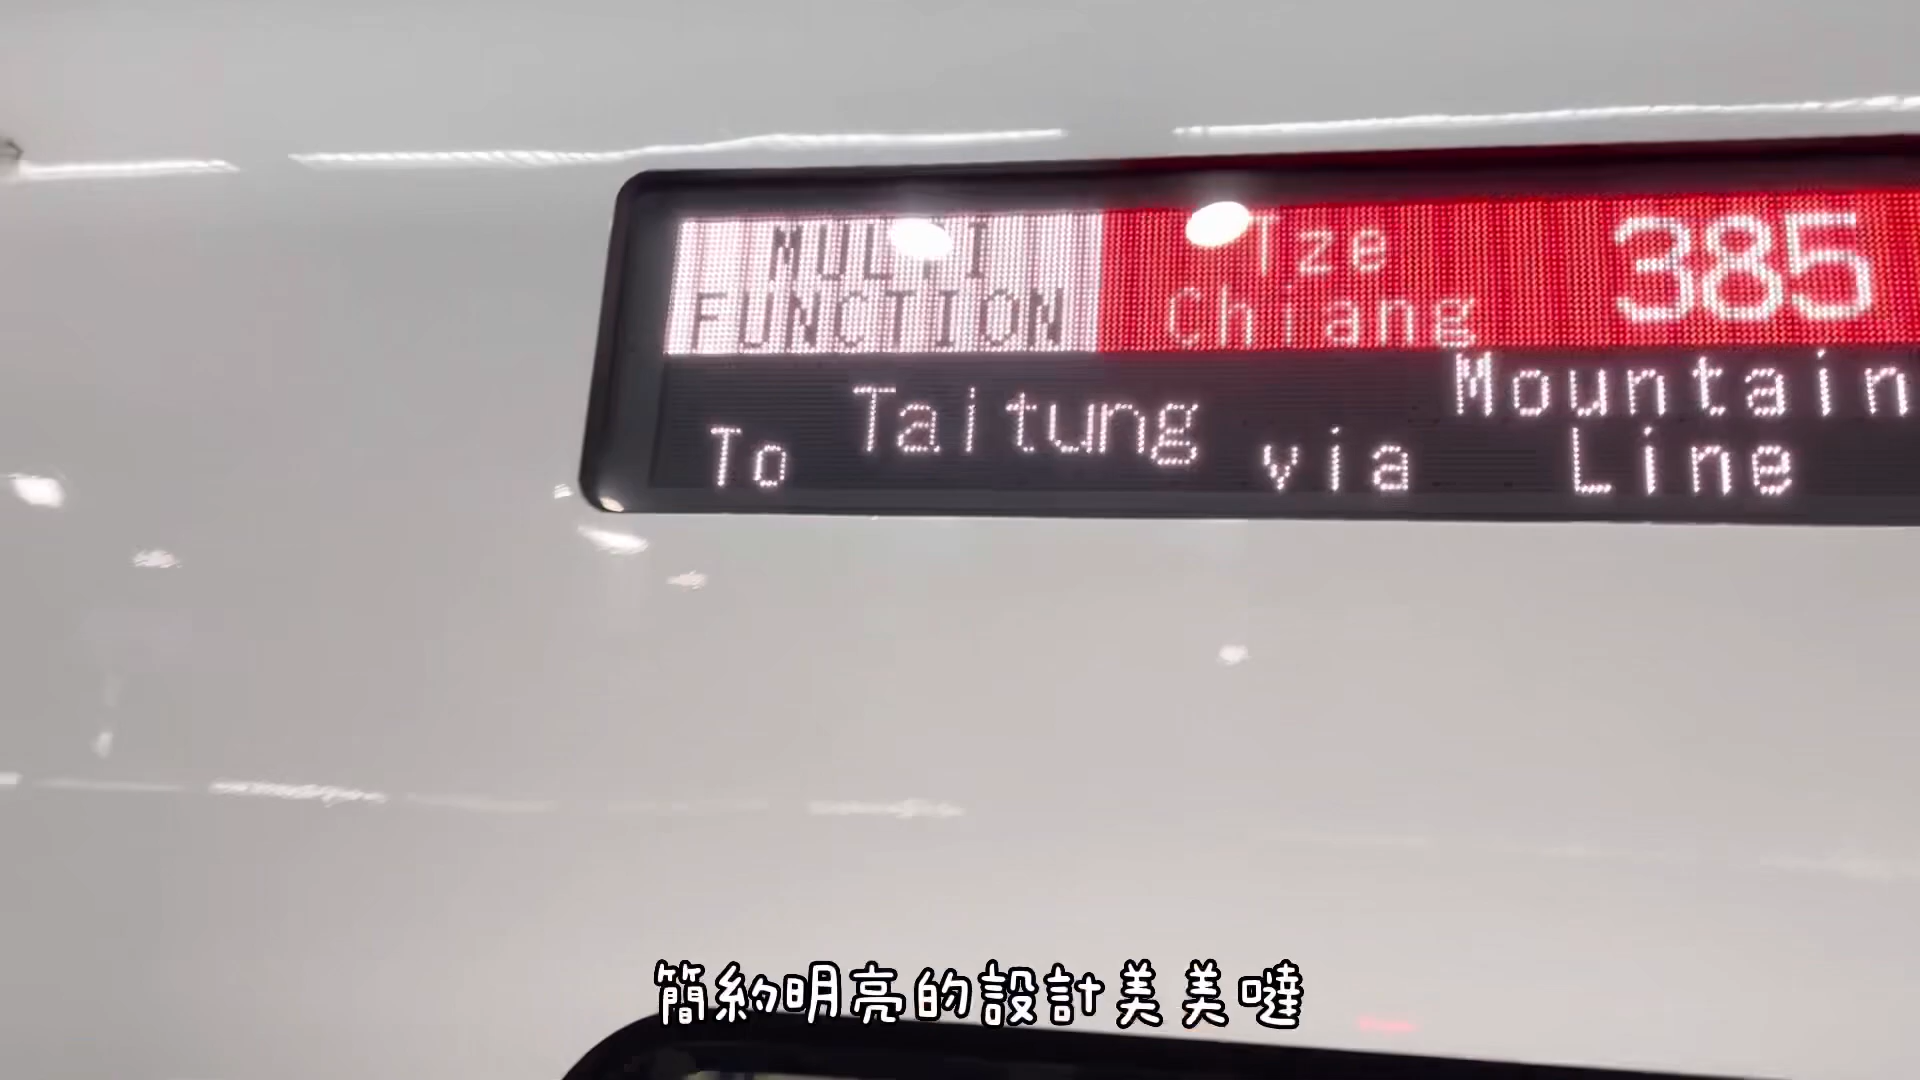 MULTI
FUNCTION
Tze
Chiang
385
To Taitung via Mountain
Line
簡約明亮的設計美美噠